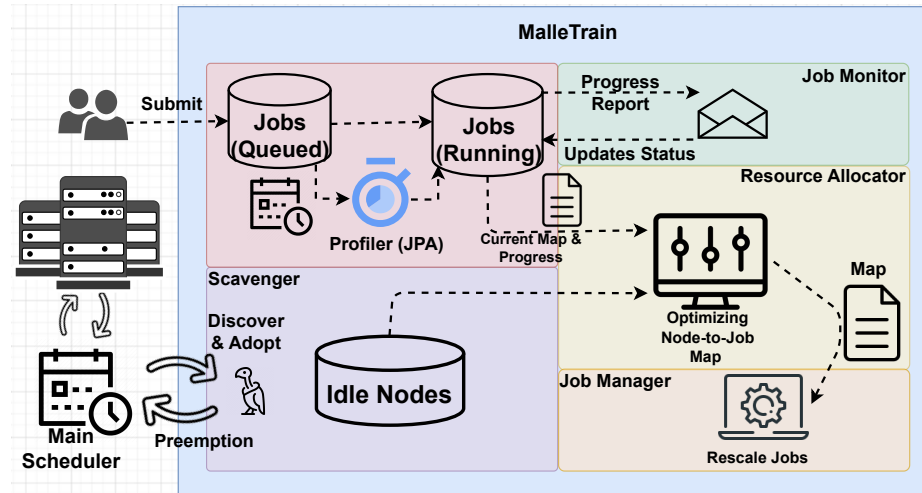 MalleTrain
Submit
Jobs
(Queued)
Jobs
(Running)
Progress
Report
Job Monitor
Updates Status
Profiler (JPA)
Current Map &
Progress
Resource Allocator
Optimizing
Node-to-Job
Map
Map
Scavenger
Discover
& Adopt
Idle Nodes
Preemption
Main
Scheduler
Job Manager
Rescale Jobs